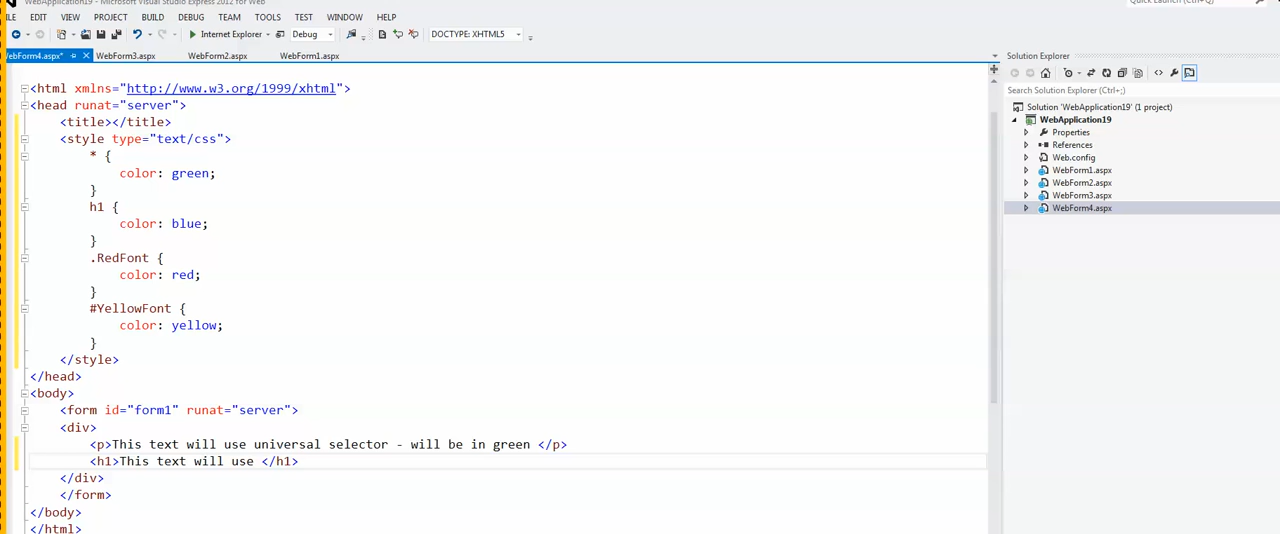 WebApplication19 - Microsoft Visual Studio Express 2012 for Web
Quick Launch (Ctrl+Q)
EDIT VIEW PROJECT BUILD DEBUG TEAM TOOLS TEST WINDOW HELP
Internet Explorer Debug DOCTYPE: XHTML5
WebForm3.aspx WebForm2.aspx WebForm1.aspx
<html xmlns="http://www.w3.org/1999/xhtml">
<head runat="server">
<title></title>
<style type="text/css">
* {
color: green;
}
h1 {
color: blue;
}
.RedFont {
color: red;
}
#YellowFont {
color: yellow;
}
</style>
</head>
<body>
<form id="form1" runat="server">
<div>
<p>This text will use universal selector - will be in green </p>
<h1>This text will use </h1>
</div>
</form>
</body>
</html>
Solution Explorer
Search Solution Explorer (Ctrl+;)
Solution 'WebApplication19' (1 project)
WebApplication19
Properties
References
Web.config
WebForm1.aspx
WebForm2.aspx
WebForm3.aspx
WebForm4.aspx